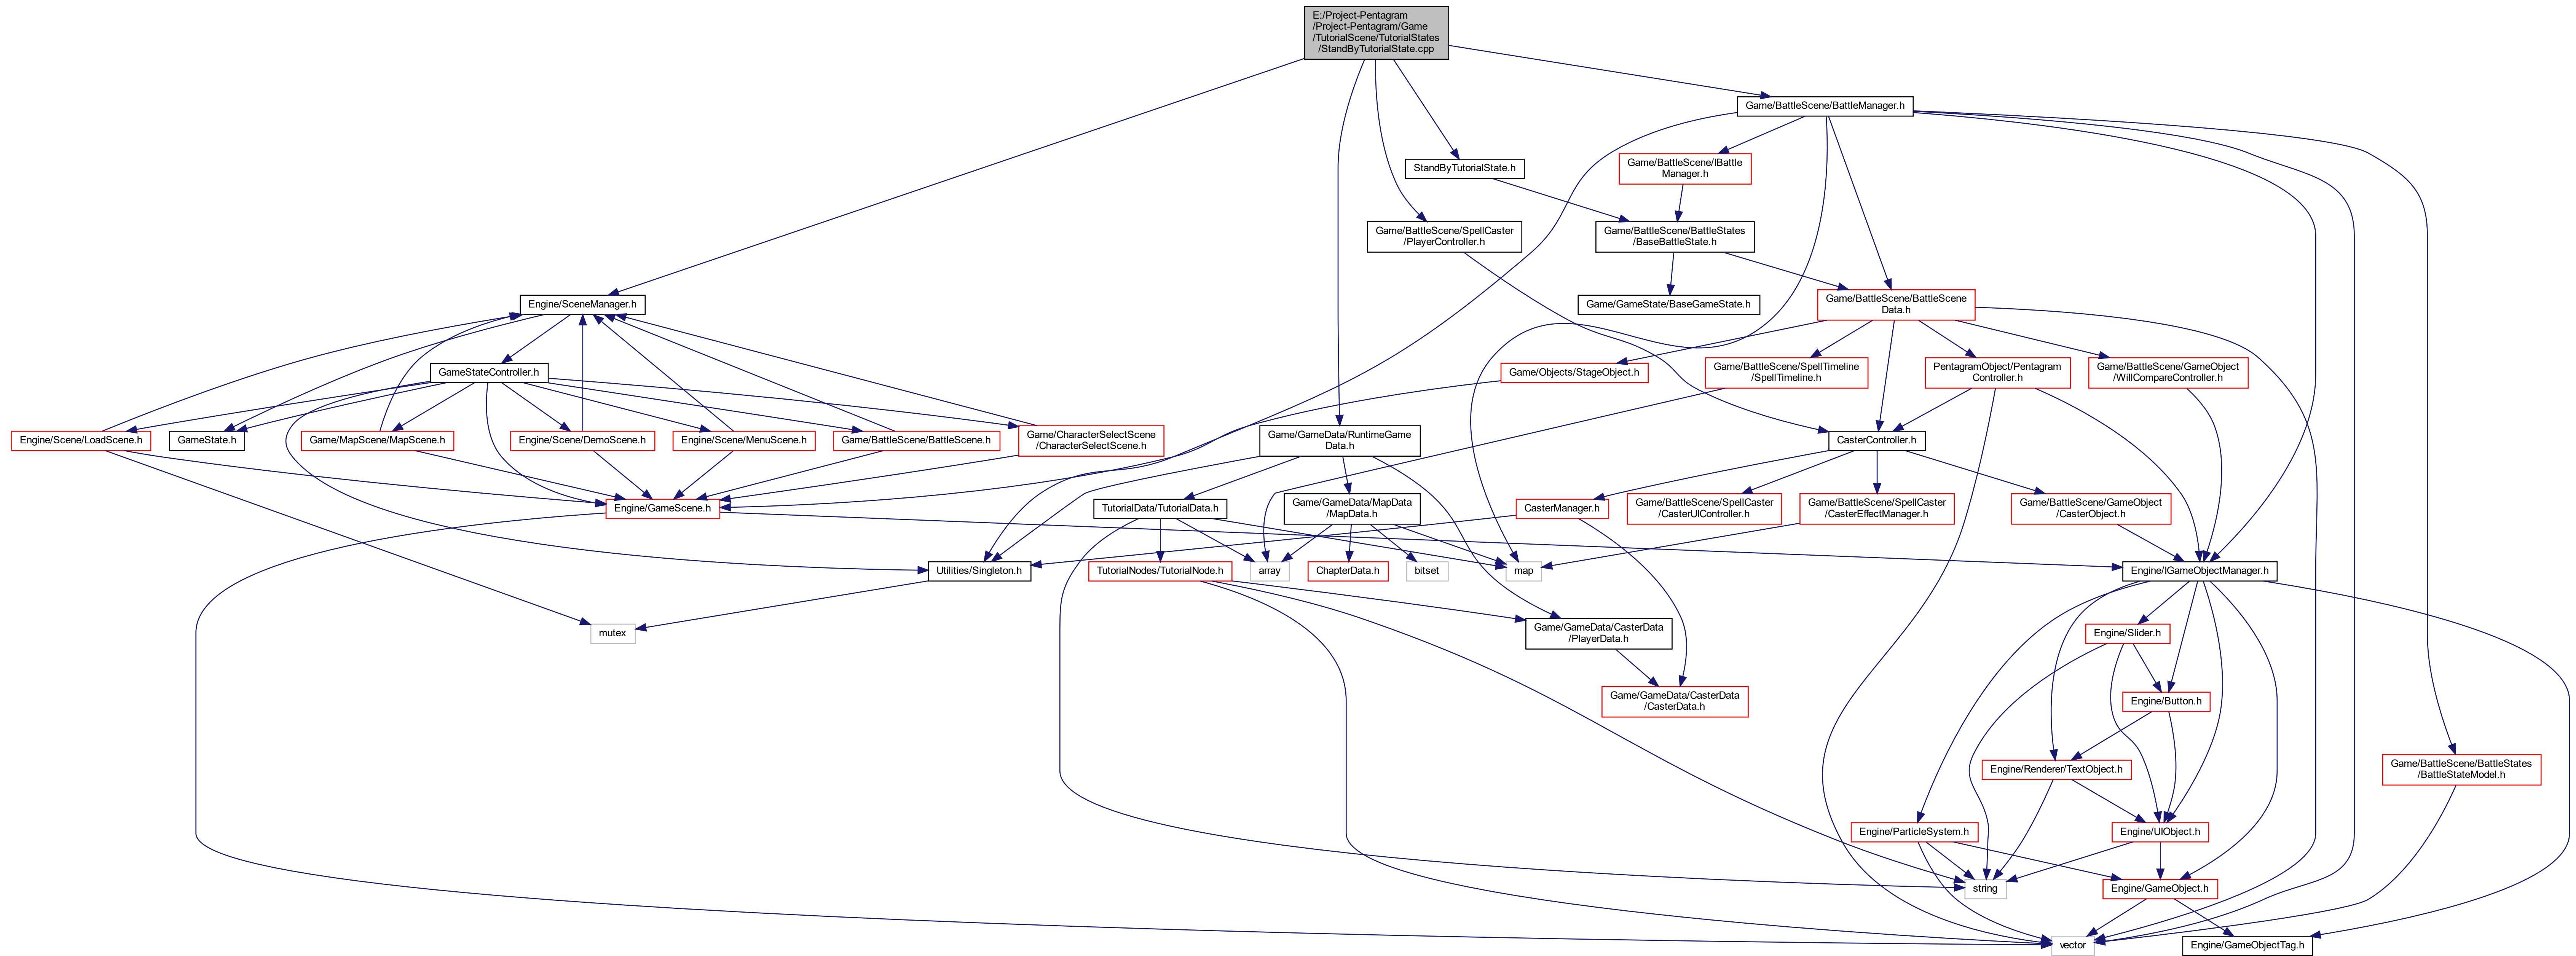 E:/Project-Pentagram
/Project-Pentagram/Game
/TutorialScene/TutorialStates
/StandByTutorialState.cpp
Game/BattleScene/BattleManager.h
StandByTutorialState.h
Game/BattleScene/IBattle
Manager.h
Game/BattleScene/SpellCaster
/PlayerController.h
Game/BattleScene/BattleStates
/BaseBattleState.h
Engine/SceneManager.h
Game/GameState/BaseGameState.h
Game/BattleScene/BattleScene
Data.h
GameStateController.h
Game/Objects/StageObject.h
Game/BattleScene/SpellTimeline
/SpellTimeline.h
PentagramObject/Pentagram
Controller.h
Game/BattleScene/GameObject
/WillCompareController.h
Engine/Scene/LoadScene.h
GameState.h
Game/MapScene/MapScene.h
Engine/Scene/DemoScene.h
Engine/Scene/MenuScene.h
Game/BattleScene/BattleScene.h
Game/CharacterSelectScene
/CharacterSelectScene.h
Game/GameData/RuntimeGame
Data.h
CasterController.h
Engine/GameScene.h
TutorialData/TutorialData.h
Game/GameData/MapData
/MapData.h
CasterManager.h
Game/BattleScene/SpellCaster
/CasterUIController.h
Game/BattleScene/SpellCaster
/CasterEffectManager.h
Game/BattleScene/GameObject
/CasterObject.h
Utilities/Singleton.h
TutorialNodes/TutorialNode.h
array
ChapterData.h
bitset
map
Engine/IGameObjectManager.h
mutex
Game/GameData/CasterData
/PlayerData.h
Engine/Slider.h
Game/GameData/CasterData
/CasterData.h
Engine/Button.h
Engine/Renderer/TextObject.h
Game/BattleScene/BattleStates
/BattleStateModel.h
Engine/ParticleSystem.h
Engine/UIObject.h
string
Engine/GameObject.h
vector
Engine/GameObjectTag.h